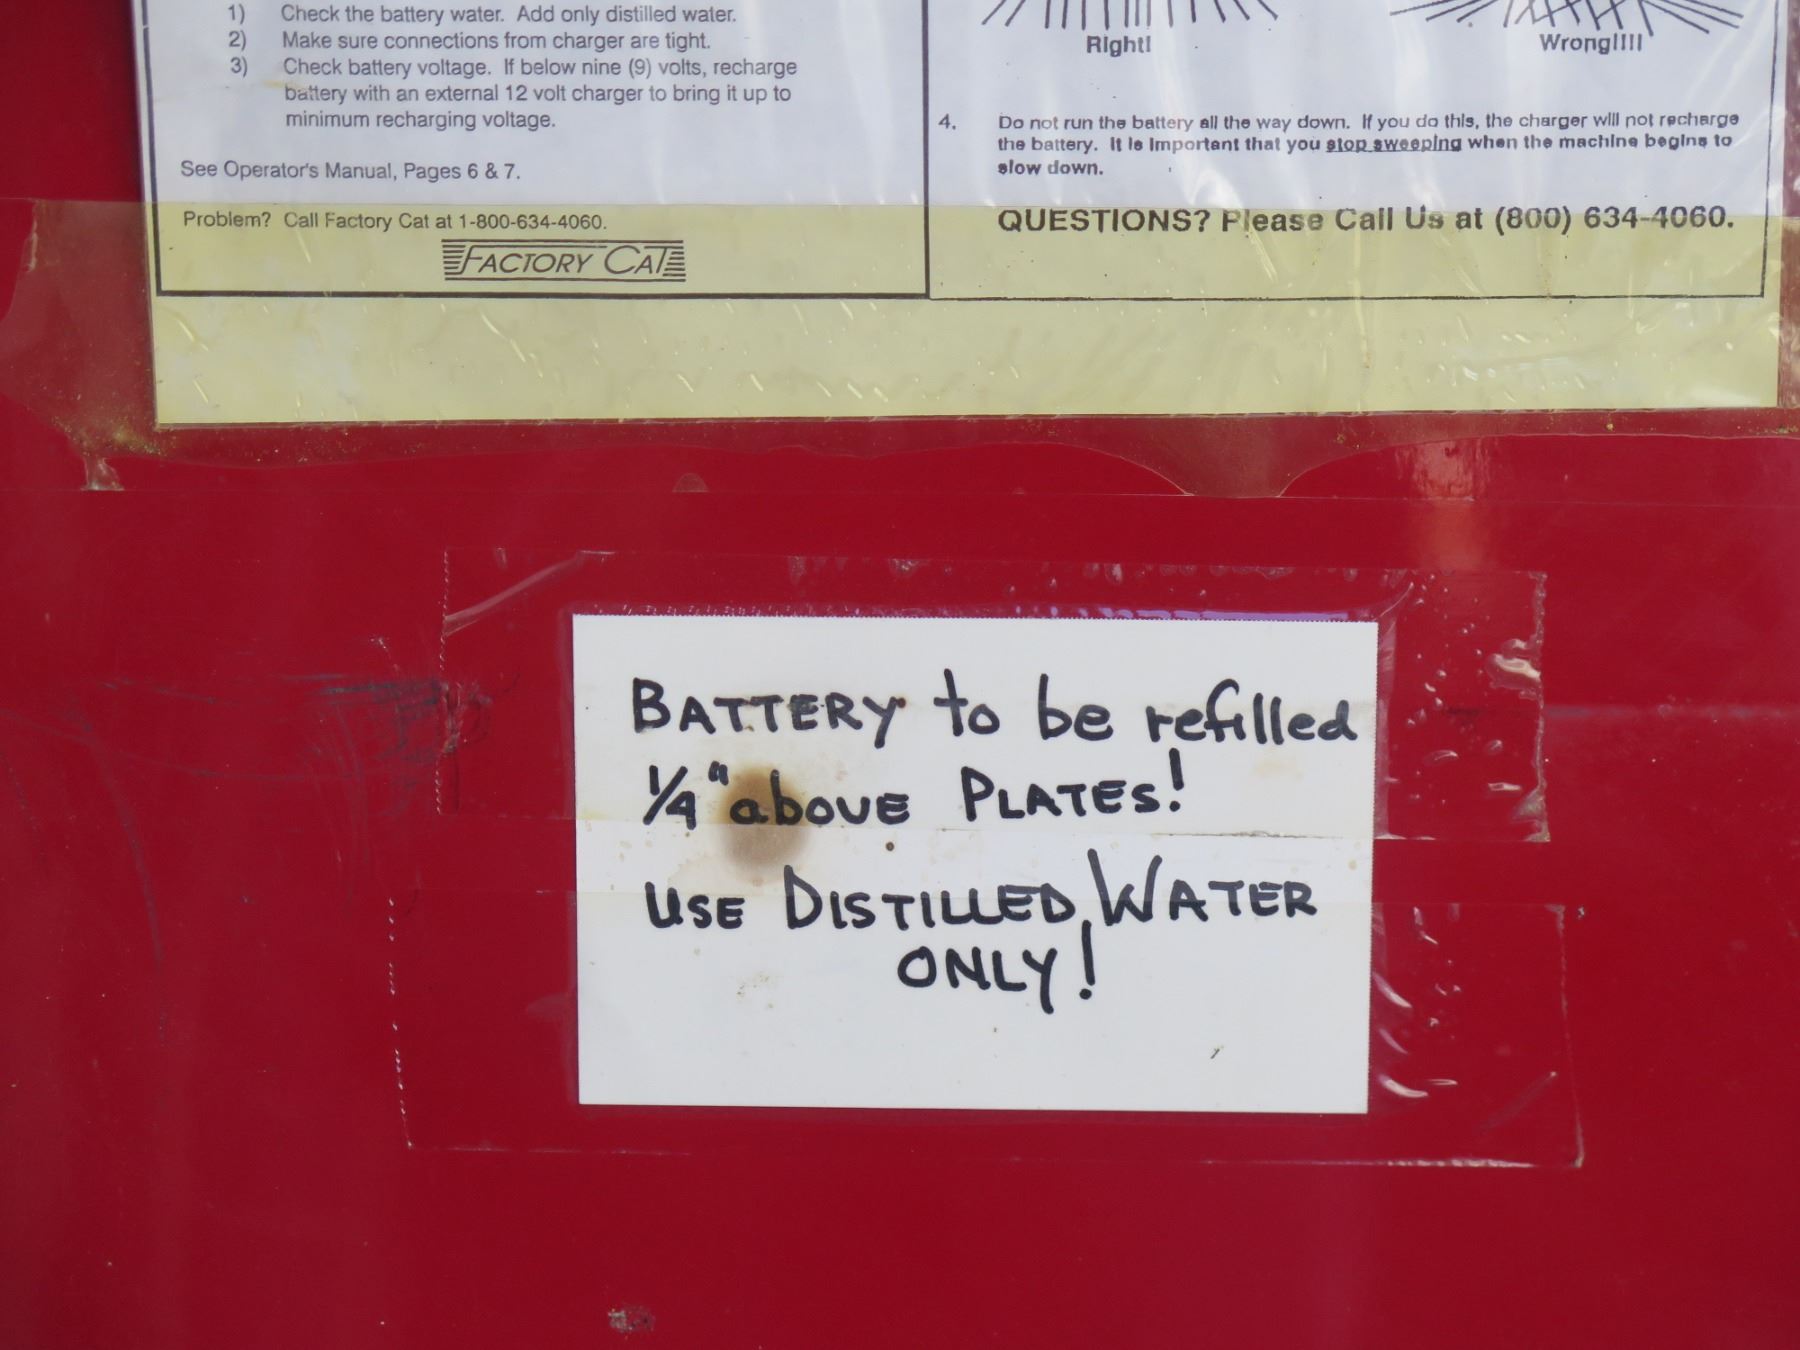 1) Check the battery water. Add only distilled water.
2) Make sure connections from charger are tight.
3) Check battery voltage. If below nine (9) volts, recharge
battery with an external 12 volt charger to bring it up to
minimum recharging voltage.
See Operator's Manual, Pages 6 & 7.
Problem? Call Factory Cat at 1-800-634-4060.
FACTORY CAT
Right! Wrong!!!!
4. Do not run the battery all the way down. If you do this, the charger will not recharge
the battery. It is important that you stop sweeping when the machine begins to
slow down.
QUESTIONS? Please Call Us at (800) 634-4060.
BATTERY to be refilled
1/4" above PLATES!
USE DISTILLED WATER
ONLY!